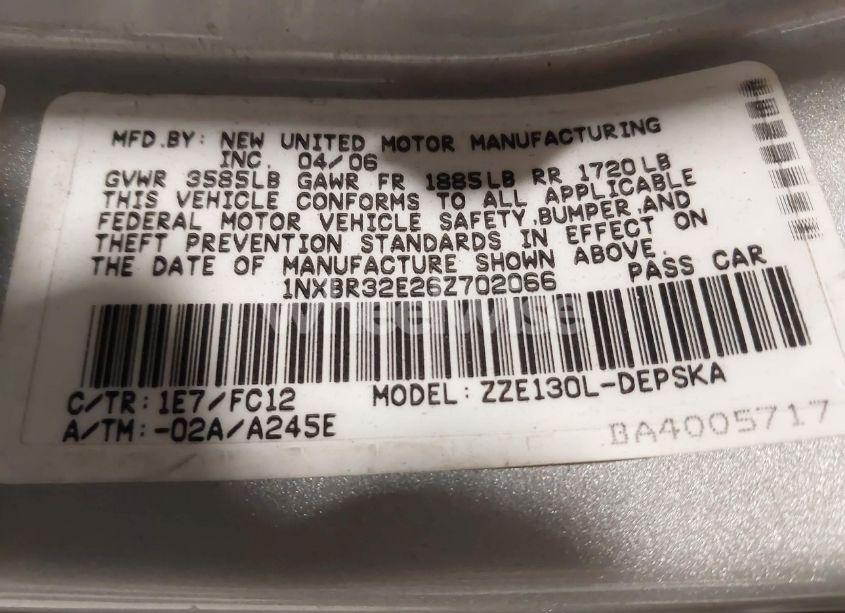 MFD.BY: NEW UNITED MOTOR MANUFACTURING
INC. 04/06
GVWR 3585LB GAWR FR 1885LB RR 1720LB
THIS VEHICLE CONFORMS TO ALL APPLICABLE
FEDERAL MOTOR VEHICLE SAFETY,BUMPER,AND
THEFT PREVENTION STANDARDS IN EFFECT ON
THE DATE OF MANUFACTURE SHOWN ABOVE.
1NXBR32E26Z702066 PASS CAR
Wheelwise
C/TR: 1E7/FC12 MODEL: ZZE130L-DEPSKA
A/TM: -02A/A245E
BA4005717